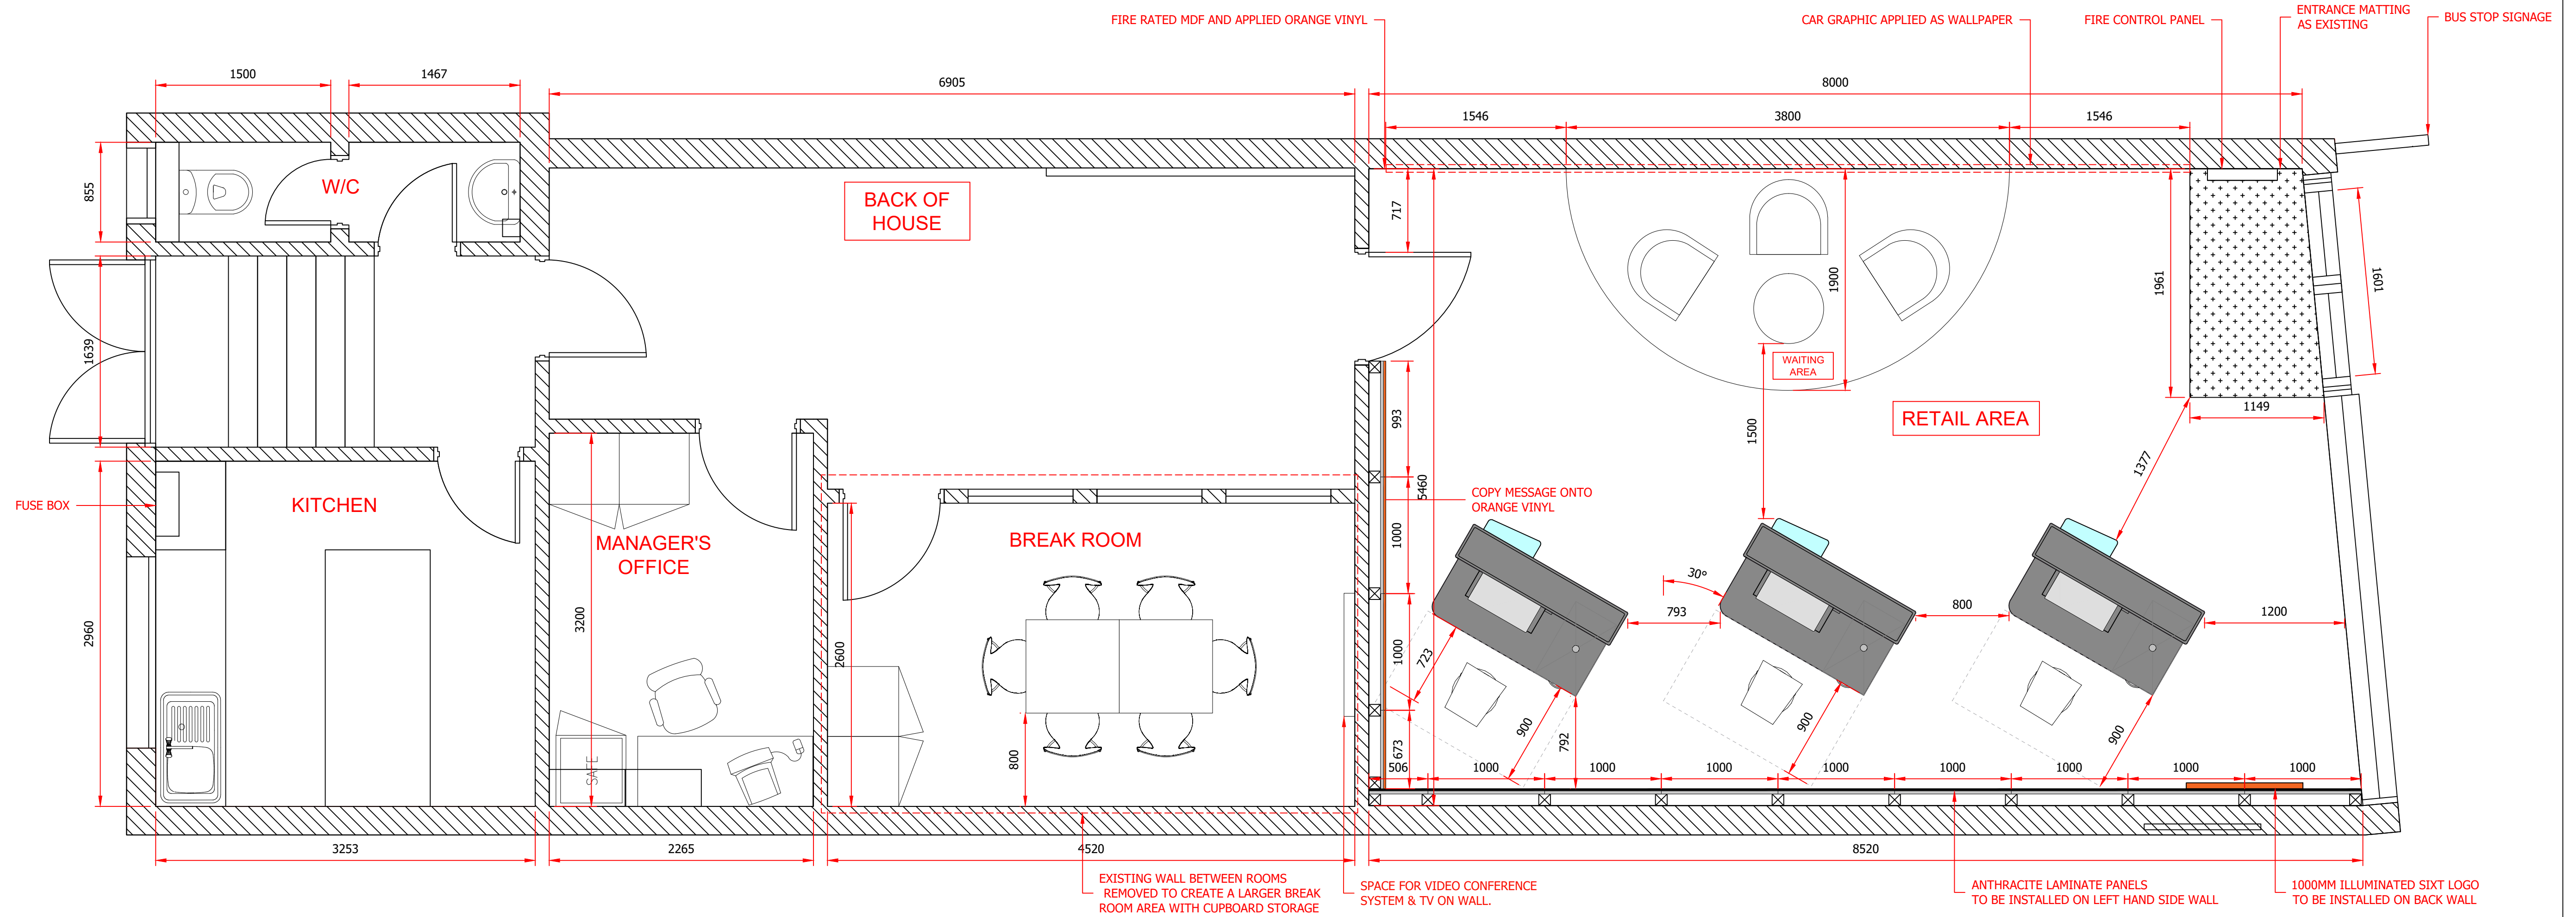 FIRE RATED MDF AND APPLIED ORANGE VINYL
CAR GRAPHIC APPLIED AS WALLPAPER
FIRE CONTROL PANEL
ENTRANCE MATTING
AS EXISTING
BUS STOP SIGNAGE
1500
1467
6905
8000
1546
3800
1546
855
W/C
BACK OF
HOUSE
717
1900
1961
1601
1639
WAITING
AREA
993
1500
RETAIL AREA
1149
5460
1377
FUSE BOX
KITCHEN
MANAGER'S
OFFICE
BREAK ROOM
COPY MESSAGE ONTO
ORANGE VINYL
1000
30°
2960
3200
2600
1000
723
793
800
1200
SAFE
800
673
900
792
900
900
506
1000
1000
1000
1000
1000
1000
1000
1000
3253
2265
4520
8520
EXISTING WALL BETWEEN ROOMS
REMOVED TO CREATE A LARGER BREAK
ROOM AREA WITH CUPBOARD STORAGE
SPACE FOR VIDEO CONFERENCE
SYSTEM & TV ON WALL.
ANTHRACITE LAMINATE PANELS
TO BE INSTALLED ON LEFT HAND SIDE WALL
1000MM ILLUMINATED SIXT LOGO
TO BE INSTALLED ON BACK WALL